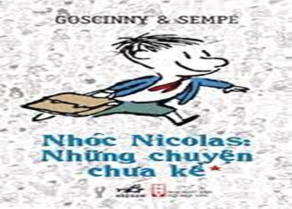 GOSCINNY & SEMPÉ
Nhóc Nicolas:
Những chuyện
chưa kể*